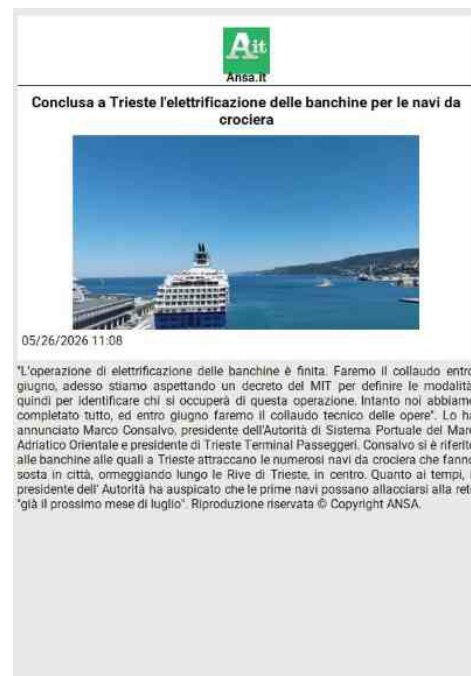 Ait
Ansa.it
Conclusa a Trieste l'elettrificazione delle banchine per le navi da
crociera
05/26/2026 11:08
"L'operazione di elettrificazione delle banchine è finita. Faremo il collaudo entro
giugno, adesso stiamo aspettando un decreto del MIT per definire le modalità
quindi per identificare chi si occuperà di questa operazione. Intanto noi abbiamo
completato tutto, ed entro giugno faremo il collaudo tecnico delle opere". Lo ha
annunciato Marco Consalvo, presidente dell'Autorità di Sistema Portuale del Mare
Adriatico Orientale e presidente di Trieste Terminal Passeggeri. Consalvo si è riferito
alle banchine alle quali a Trieste attraccano le numerosi navi da crociera che fanno
sosta in città, ormeggiando lungo le Rive di Trieste, in centro. Quanto ai tempi,
presidente dell' Autorità ha auspicato che le prime navi possano allacciarsi alla rete
"già il prossimo mese di luglio". Riproduzione riservata © Copyright ANSA.